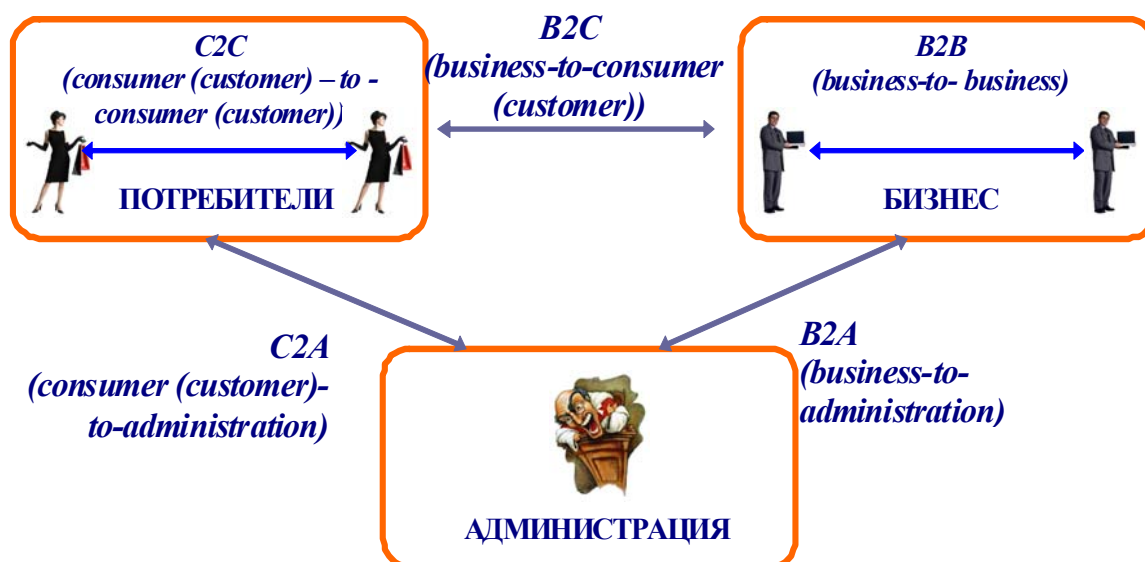 C2C
(consumer (customer) – to -
consumer (customer))
ПОТРЕБИТЕЛИ
B2C
(business-to-consumer
(customer))
B2B
(business-to- business)
БИЗНЕС
C2A
(consumer (customer)-
to-administration)
B2A
(business-to-
administration)
АДМИНИСТРАЦИЯ